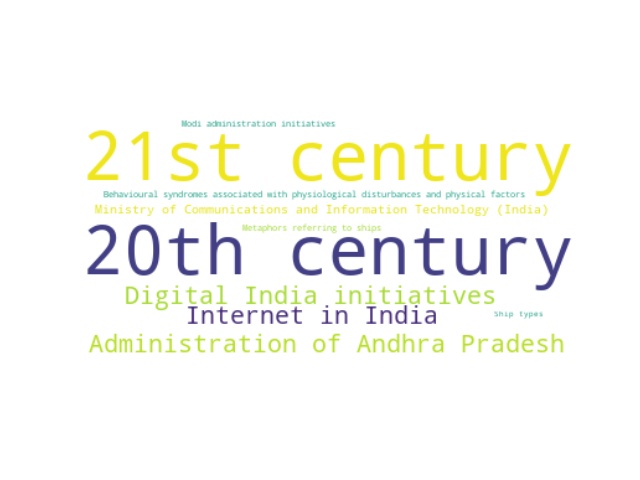 Modi administration initiatives
21st century
Behavioural syndromes associated with physiological disturbances and physical factors
Ministry of Communications and Information Technology (India)
Metaphors referring to ships
20th century
Digital India initiatives
Internet in India
Ship types
Administration of Andhra Pradesh